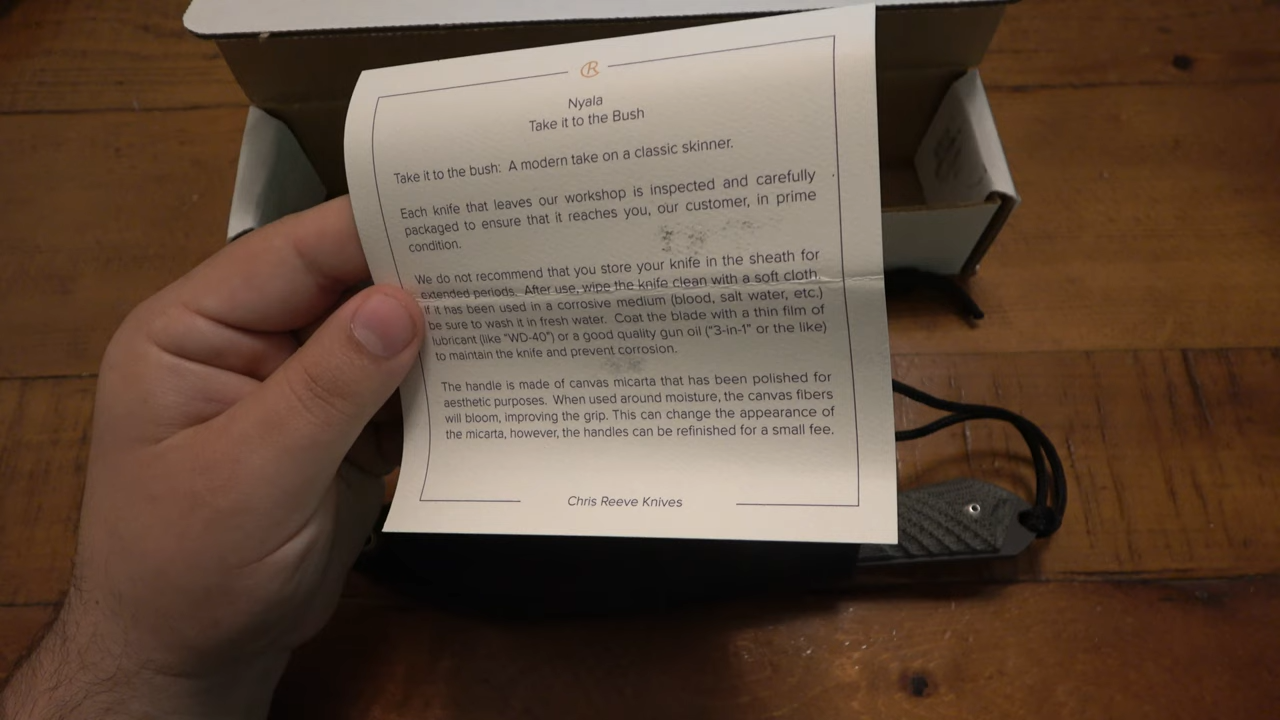 Nyala
Take it to the Bush
Take it to the bush: A modern take on a classic skinner.
Each knife that leaves our workshop is inspected and carefully
packaged to ensure that it reaches you, our customer, in prime
condition.
We do not recommend that you store your knife in the sheath for
extended periods. After use, wipe the knife clean with a soft cloth,
if it has been used in a corrosive medium (blood, salt water, etc.)
be sure to wash it in fresh water. Coat the blade with a thin film of
lubricant (like "WD-40") or a good quality gun oil ("3-in-1" or the like)
to maintain the knife and prevent corrosion.
The handle is made of canvas micarta that has been polished for
aesthetic purposes. When used around moisture, the canvas fibers
will bloom, improving the grip. This can change the appearance of
the micarta, however, the handles can be refinished for a small fee.
Chris Reeve Knives